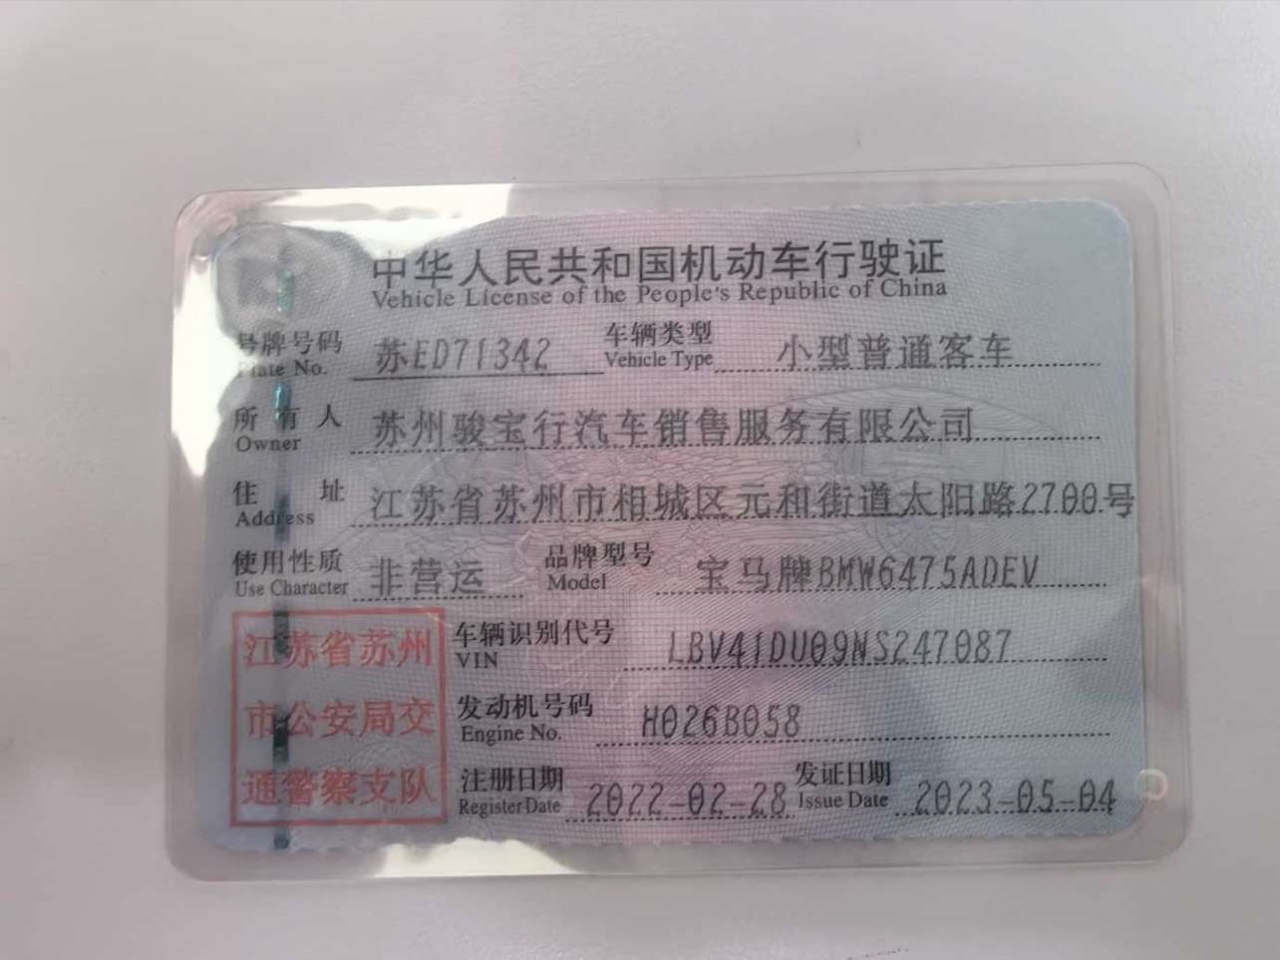 中华人民共和国机动车行驶证
Vehicle License of the People's Republic of China
号牌号码 苏ED71342 车辆类型 小型普通客车
Plate No. Vehicle Type
所有人 苏州骏宝行汽车销售服务有限公司
Owner
住址 江苏省苏州市相城区元和街道太阳路2700号
Address
使用性质 非营运 品牌型号 宝马牌BMW6475ADEV
Use Character Model
江苏省苏州
市公安局交
通警察支队
车辆识别代号 LBV41DU09NS247087
VIN
发动机号码 H026B058
Engine No.
注册日期 2022-02-28 发证日期 2023-05-04
Register Date Issue Date